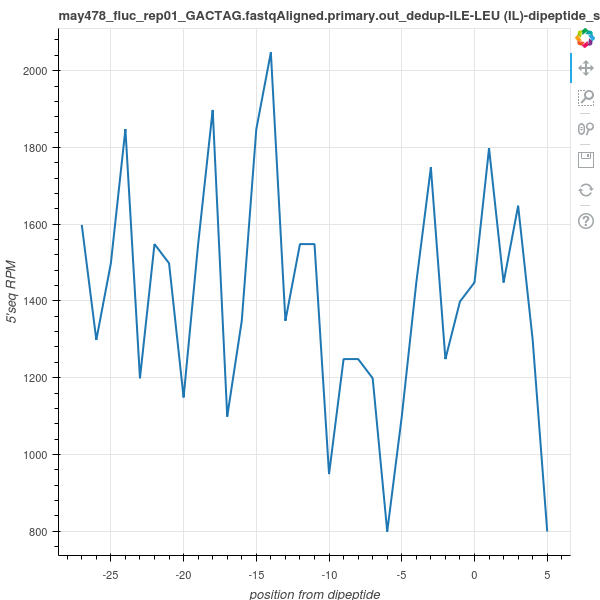 may478_fluc_rep01_GACTAG.fastqAligned.primary.out_dedup-ILE-LEU (IL)-dipeptide_s
2000
1800
1600
1400
1200
1000
800
5'seq RPM
-25 -20 -15 -10 -5 0 5
position from dipeptide